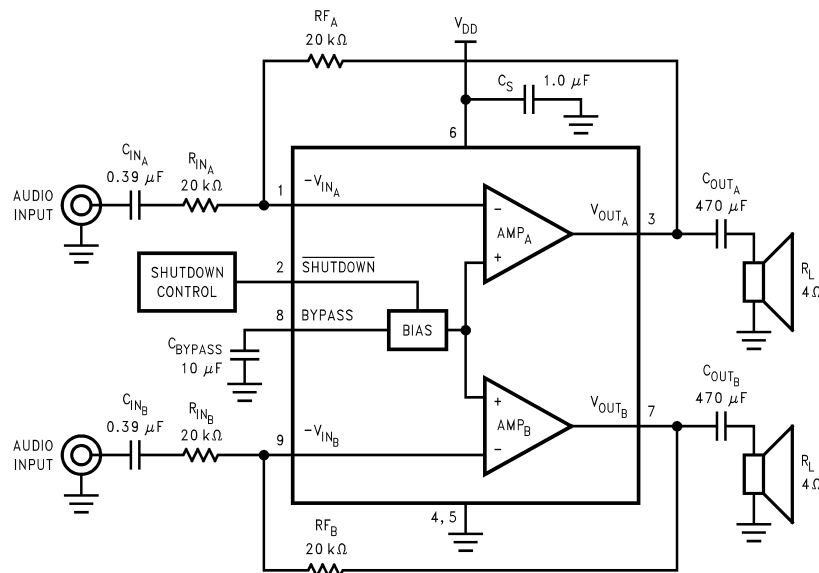 RF_A
20 kΩ
V_DD
C_S 1.0 µF
6
C_IN_A
0.39 µF
R_IN_A
20 kΩ
AUDIO
INPUT
1
-V_IN_A
-
AMP_A
+
V_OUT_A
3
C_OUT_A
470 µF
R_L
4Ω
SHUTDOWN
CONTROL
2
SHUTDOWN
8
BYPASS
BIAS
C_BYPASS
10 µF
C_IN_B
0.39 µF
R_IN_B
20 kΩ
AUDIO
INPUT
9
-V_IN_B
+
AMP_B
-
V_OUT_B
7
C_OUT_B
470 µF
R_L
4Ω
4, 5
RF_B
20 kΩ